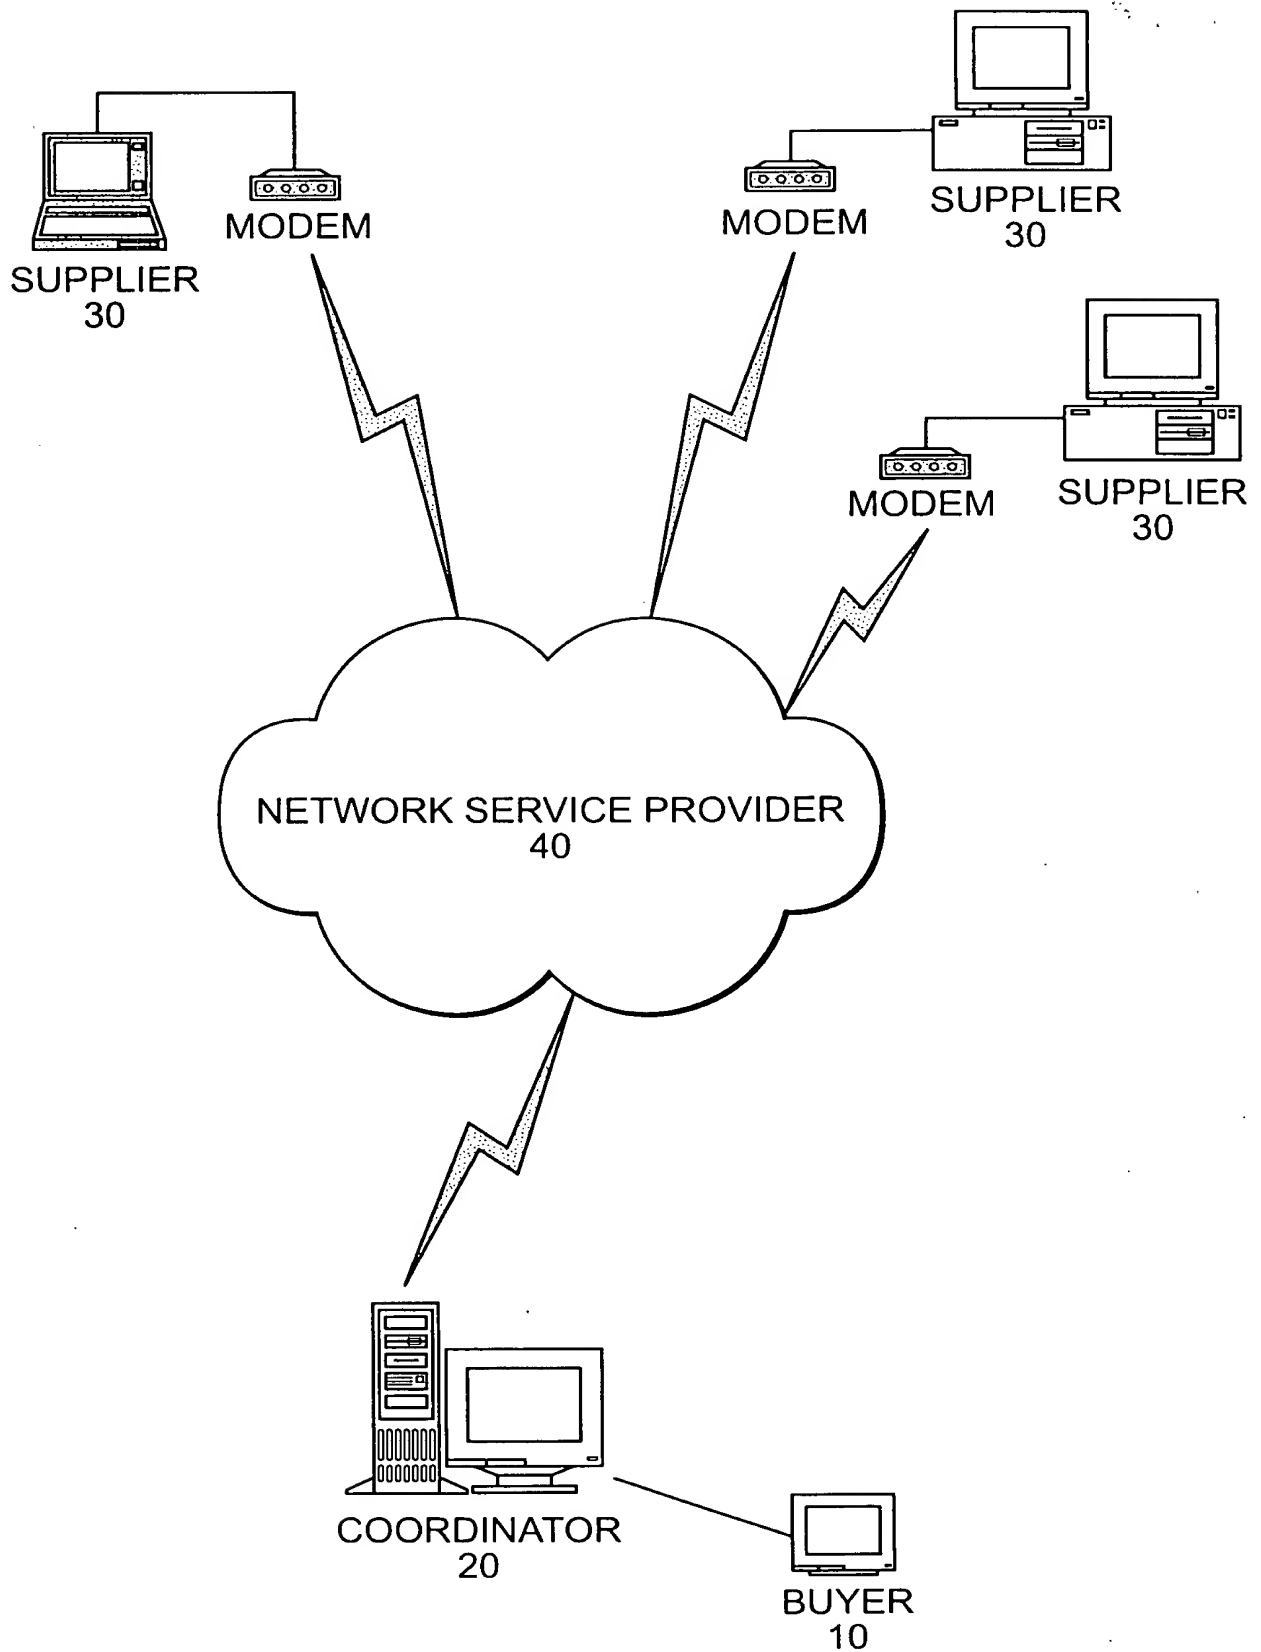 SUPPLIER
30
MODEM
MODEM
SUPPLIER
30
MODEM
SUPPLIER
30
NETWORK SERVICE PROVIDER
40
COORDINATOR
20
BUYER
10